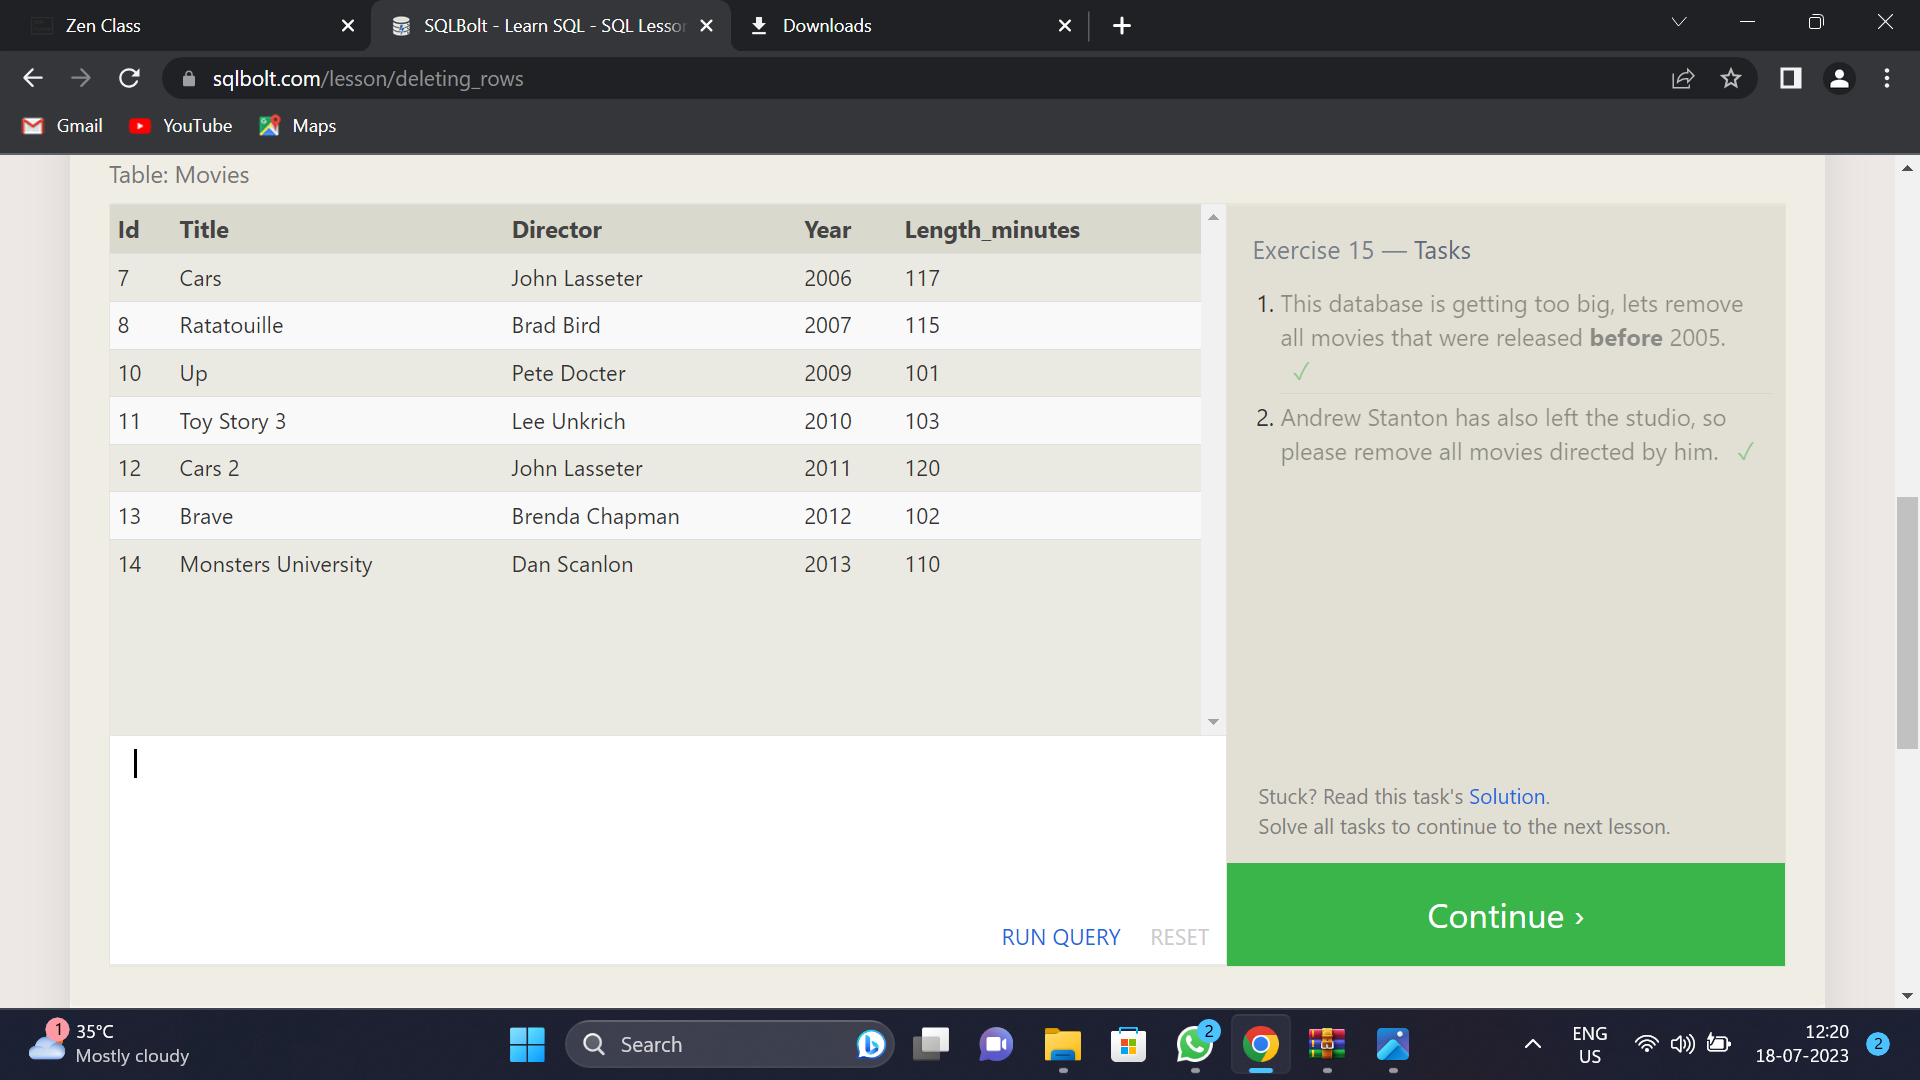 Zen Class
SQLBolt - Learn SQL - SQL Lesso
Downloads
sqlbolt.com/lesson/deleting_rows
Gmail
YouTube
Maps
Table: Movies
Id Title Director Year Length_minutes
7 Cars John Lasseter 2006 117
8 Ratatouille Brad Bird 2007 115
10 Up Pete Docter 2009 101
11 Toy Story 3 Lee Unkrich 2010 103
12 Cars 2 John Lasseter 2011 120
13 Brave Brenda Chapman 2012 102
14 Monsters University Dan Scanlon 2013 110
RUN QUERY RESET
Exercise 15 — Tasks
1. This database is getting too big, lets remove
all movies that were released before 2005.
✓
2. Andrew Stanton has also left the studio, so
please remove all movies directed by him. ✓
Stuck? Read this task's Solution.
Solve all tasks to continue to the next lesson.
Continue ›
1
35°C
Mostly cloudy
Search
2
ENG
US
12:20
18-07-2023
2